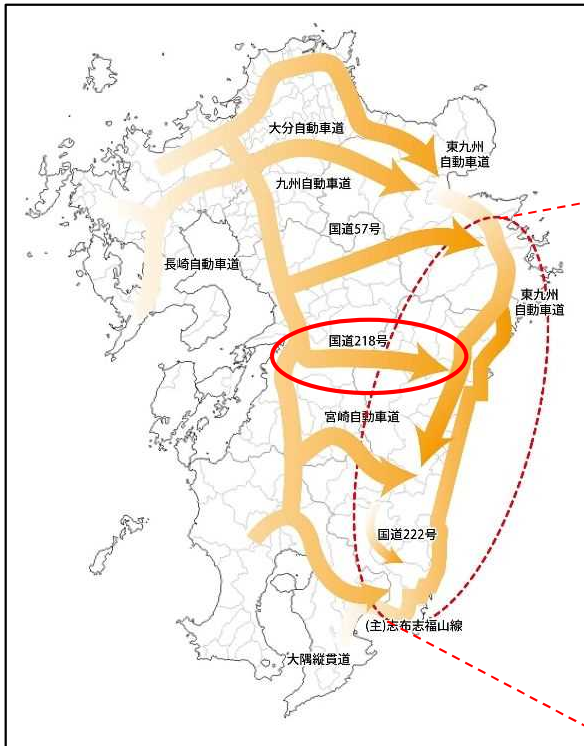 大分自動車道
東九州
自動車道
九州自動車道
国道57号
長崎自動車道
東九州
自動車道
国道218号
宮崎自動車道
国道222号
(主)志布志福山線
大隅縦貫道